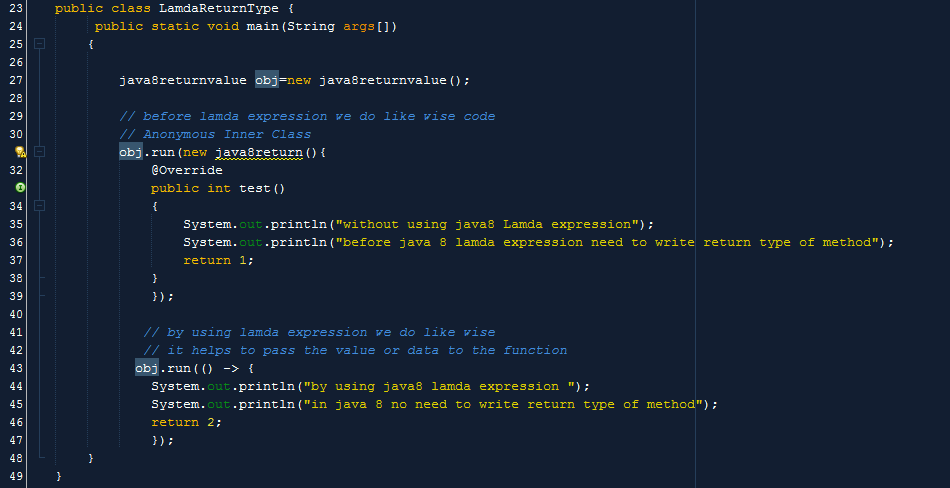 23 public class LamdaReturnType {
24 public static void main(String args[])
25 {
26
27 java8returnvalue obj=new java8returnvalue();
28
29 // before lamda expression we do like wise code
30 // Anonymous Inner Class
obj.run(new java8return(){
32 @Override
public int test()
34 {
35 System.out.println("without using java8 Lamda expression");
36 System.out.println("before java 8 lamda expression need to write return type of method");
37 return 1;
38 }
39 });
40
41 // by using lamda expression we do like wise
42 // it helps to pass the value or data to the function
43 obj.run(() -> {
44 System.out.println("by using java8 lamda expression ");
45 System.out.println("in java 8 no need to write return type of method");
46 return 2;
47 });
48 }
49 }